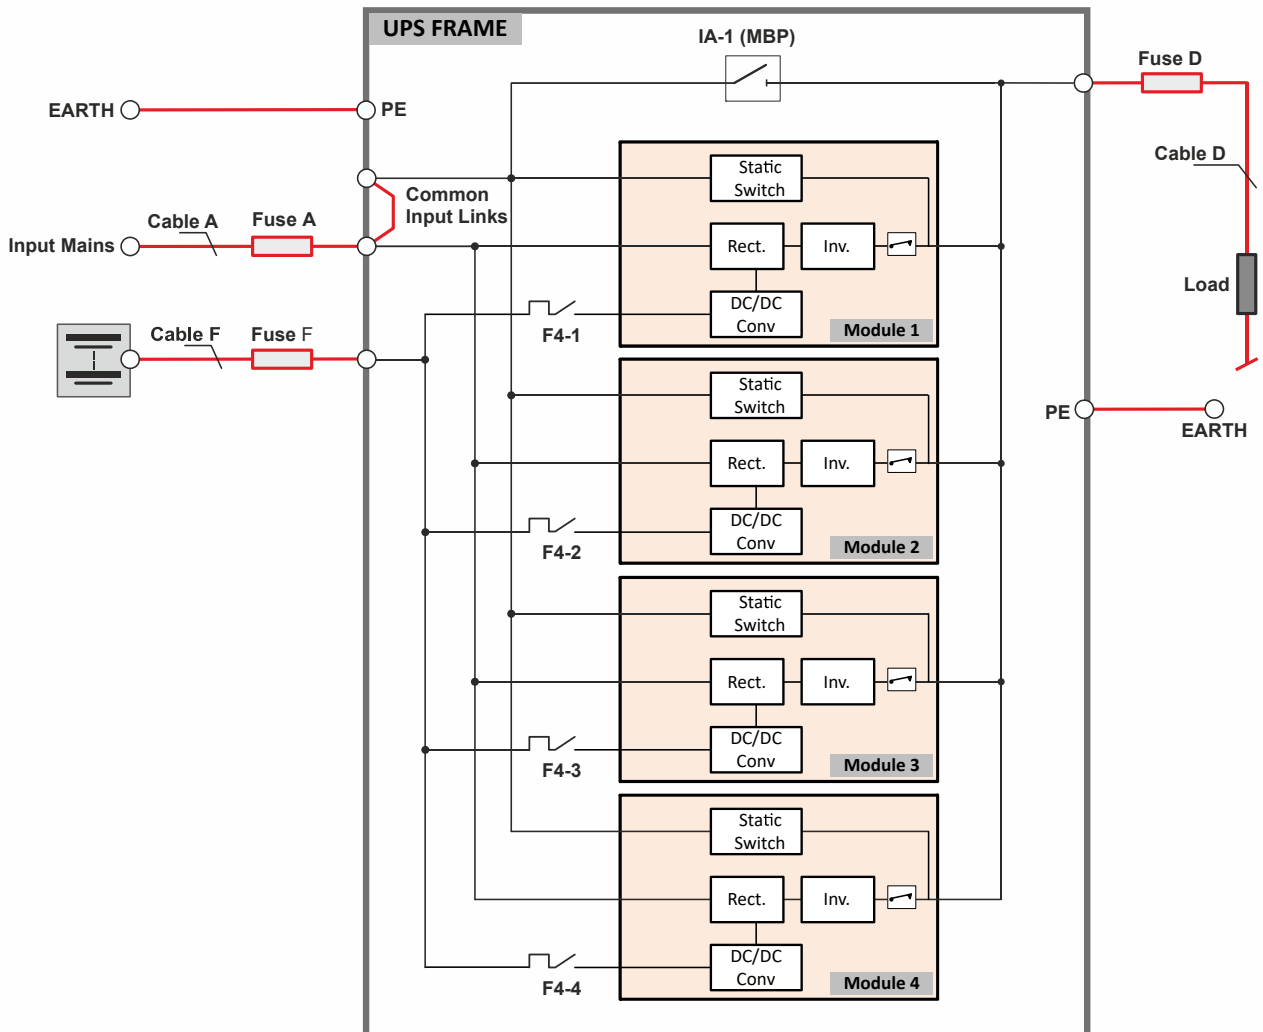 UPS FRAME
IA-1 (MBP)
Fuse D
EARTH
PE
Cable D
Static
Switch
Common
Input Links
Cable A
Fuse A
Input Mains
Rect.
Inv.
Load
DC/DC
Conv
F4-1
Module 1
Cable F
Fuse F
Static
Switch
PE
EARTH
Rect.
Inv.
DC/DC
Conv
F4-2
Module 2
Static
Switch
Rect.
Inv.
DC/DC
Conv
F4-3
Module 3
Static
Switch
Rect.
Inv.
DC/DC
Conv
F4-4
Module 4